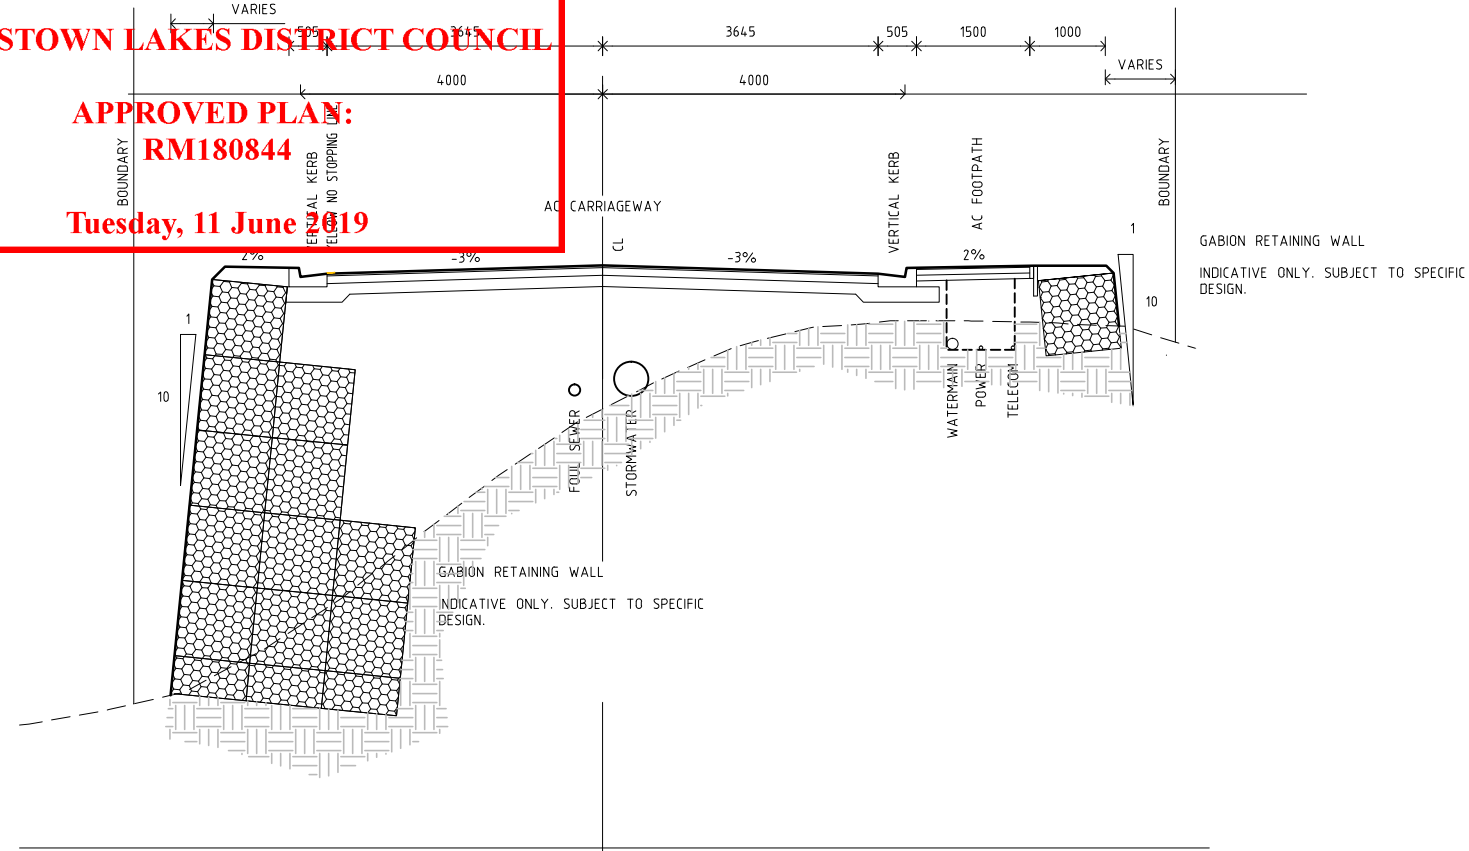 VARIES
STOWN LAKES DISTRICT COUNCIL
505
3645
3645
505
1500
1000
VARIES
4000
4000
APPROVED PLAN:
RM180844
Tuesday, 11 June 2019
BOUNDARY
VERTICAL KERB
YELLOW NO STOPPING LINE
AC CARRIAGEWAY
CL
VERTICAL KERB
AC FOOTPATH
BOUNDARY
2%
-3%
-3%
2%
1
10
GABION RETAINING WALL
INDICATIVE ONLY. SUBJECT TO SPECIFIC
DESIGN.
1
10
FOUL SEWER
STORMWATER
WATERMAIN
POWER
TELECOM
GABION RETAINING WALL
INDICATIVE ONLY. SUBJECT TO SPECIFIC
DESIGN.